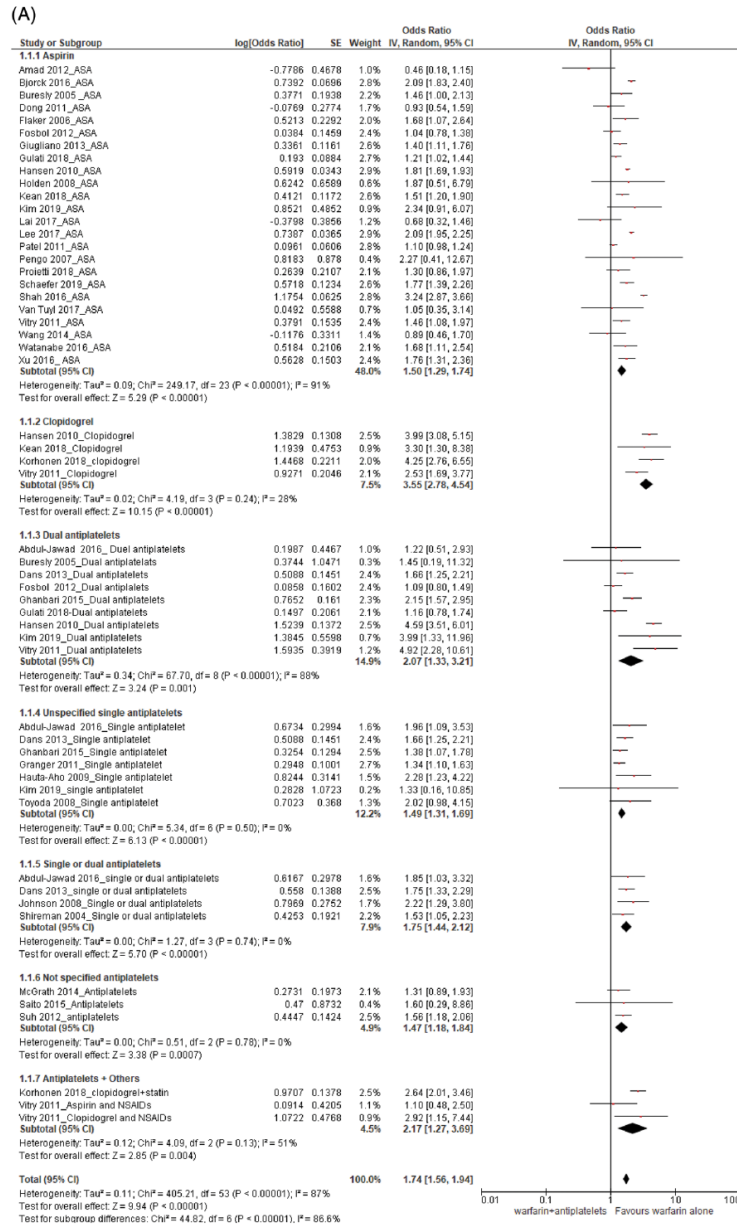 (A)
Odds Ratio Odds Ratio
Study or Subgroup log[Odds Ratio] SE Weight IV, Random, 95% CI IV, Random, 95% CI
1.1.1 Aspirin
Amad 2012_ASA -0.7786 0.4678 1.0% 0.46 [0.18, 1.15]
Bjorck 2016_ASA 0.7392 0.0696 2.8% 2.09 [1.83, 2.40]
Buresly 2005 _ASA 0.3771 0.1938 2.1% 1.46 [1.00, 2.13]
Dong 2011_ASA -0.0769 0.2774 1.7% 0.93 [0.54, 1.59]
Flaker 2006_ASA 0.5213 0.2292 1.9% 1.68 [1.07, 2.64]
Fosbol 2012_ASA 0.0384 0.1459 2.4% 1.04 [0.78, 1.38]
Giugliano 2013_ASA 0.3361 0.1161 2.6% 1.40 [1.11, 1.76]
Gulati 2018_ASA 0.193 0.0884 2.7% 1.21 [1.02, 1.44]
Hansen 2010_ASA 0.5919 0.0343 2.8% 1.81 [1.69, 1.93]
Holden 2008_ASA 0.6242 0.6589 0.6% 1.87 [0.51, 6.79]
Kean 2018_ASA 0.4121 0.1172 2.6% 1.51 [1.20, 1.90]
Kim 2019_ASA 0.8521 0.4852 0.9% 2.34 [0.91, 6.07]
Lai 2017_ASA -0.3798 0.3856 1.2% 0.68 [0.32, 1.46]
Lee 2017_ASA 0.7387 0.0365 2.8% 2.09 [1.95, 2.25]
Patel 2011_ASA 0.0961 0.0606 2.8% 1.10 [0.98, 1.24]
Pengo 2007_ASA 0.8183 0.878 0.4% 2.27 [0.41, 12.67]
Proietti 2018_ASA 0.2639 0.2107 2.0% 1.30 [0.86, 1.97]
Schaefer 2019_ASA 0.5718 0.1234 2.5% 1.77 [1.39, 2.26]
Shah 2016_ASA 1.1754 0.0625 2.8% 3.24 [2.87, 3.66]
Van Tuyl 2017_ASA 0.0492 0.5588 0.8% 1.05 [0.35, 3.14]
Vitry 2011_ASA 0.3791 0.1535 2.4% 1.46 [1.08, 1.97]
Wang 2014_ASA -0.1176 0.3311 1.4% 0.89 [0.46, 1.70]
Watanabe 2016_ASA 0.5184 0.2106 2.0% 1.68 [1.11, 2.54]
Xu 2016_ ASA 0.5628 0.1503 2.4% 1.76 [1.31, 2.36]
Subtotal (95% CI) 48.0% 1.50 [1.29, 1.74]
Heterogeneity: Tau² = 0.09; Chi² = 249.17, df = 23 (P < 0.00001); I² = 91%
Test for overall effect: Z = 5.29 (P < 0.00001)
1.1.2 Clopidogrel
Hansen 2010_Clopidogrel 1.3829 0.1308 2.5% 3.99 [3.08, 5.15]
Kean 2018_Clopidogrel 1.1939 0.4753 0.9% 3.30 [1.30, 8.38]
Korhonen 2018_clopidogrel 1.4468 0.2211 2.0% 4.25 [2.76, 6.55]
Vitry 2011_Clopidogrel 0.9271 0.2046 2.1% 2.53 [1.69, 3.77]
Subtotal (95% CI) 7.5% 3.55 [2.78, 4.54]
Heterogeneity: Tau² = 0.02; Chi² = 4.19, df = 3 (P = 0.24); I² = 28%
Test for overall effect: Z = 10.15 (P < 0.00001)
1.1.3 Dual antiplatelets
Abdul-Jawad 2016_ Duel antiplatelets 0.1987 0.4467 1.0% 1.22 [0.51, 2.93]
Buresly 2005_Dual antiplatelats 0.3744 1.0471 0.3% 1.45 [0.19, 11.32]
Dans 2013_Dual antiplatelets 0.5088 0.1451 2.4% 1.66 [1.25, 2.21]
Fosbol 2012_Dual antiplatelets 0.0858 0.1602 2.4% 1.09 [0.80, 1.49]
Ghanbari 2015_Dual antiplatelets 0.7652 0.161 2.3% 2.15 [1.57, 2.95]
Gulati 2018-Dual antiplatelets 0.1497 0.2061 2.1% 1.16 [0.78, 1.74]
Hansen 2010_Dual antiplatelets 1.5239 0.1372 2.5% 4.59 [3.51, 6.01]
Kim 2019_Dual antiplatelets 1.3845 0.5598 0.7% 3.99 [1.33, 11.96]
Vitry 2011_Dual antiplatelets 1.5935 0.3919 1.2% 4.92 [2.28, 10.61]
Subtotal (95% CI) 14.9% 2.07 [1.33, 3.21]
Heterogeneity: Tau² = 0.34; Chi² = 67.70, df = 8 (P < 0.00001); I² = 88%
Test for overall effect: Z = 3.24 (P = 0.001)
1.1.4 Unspecified single antiplatelets
Abdul-Jawad 2016_Single antiplatelet 0.6734 0.2994 1.6% 1.96 [1.09, 3.53]
Dans 2013_Single antiplatelet 0.5088 0.1451 2.4% 1.66 [1.25, 2.21]
Ghanbari 2015_Single antiplatelet 0.3254 0.1294 2.5% 1.38 [1.07, 1.78]
Granger 2011_Single antiplatelet 0.2948 0.1001 2.6% 1.34 [1.10, 1.63]
Hauta-Aho 2009_Single antiplatelet 0.8244 0.3141 1.5% 2.28 [1.23, 4.22]
Kim 2019_single antiplatelet 0.2828 1.0723 0.3% 1.33 [0.16, 10.85]
Toyoda 2008_Single antiplatelet 0.7023 0.368 1.3% 2.02 [0.98, 4.15]
Subtotal (95% CI) 12.2% 1.49 [1.31, 1.69]
Heterogeneity: Tau² = 0.00; Chi² = 5.34, df = 6 (P = 0.50); I² = 0%
Test for overall effect: Z = 6.13 (P < 0.00001)
1.1.5 Single or dual antiplatelets
Abdul-Jawad 2016_single or dual antiplatelets 0.6167 0.2978 1.6% 1.85 [1.03, 3.32]
Dans 2013_single or dual antiplatelets 0.558 0.1388 2.5% 1.75 [1.33, 2.29]
Johnson 2008_Single or dual antiplatelets 0.7969 0.2752 1.7% 2.22 [1.29, 3.80]
Shireman 2004_Single or dual antiplatelets 0.4253 0.1921 2.2% 1.53 [1.05, 2.23]
Subtotal (95% CI) 7.9% 1.75 [1.44, 2.12]
Heterogeneity: Tau² = 0.00; Chi² = 1.27, df = 3 (P = 0.74); I² = 0%
Test for overall effect: Z = 5.70 (P < 0.00001)
1.1.6 Not specified antiplatelets
McGrath 2014_Antiplatelets 0.2731 0.1973 2.1% 1.31 [0.89, 1.93]
Saito 2015_Antiplatelets 0.47 0.8732 0.4% 1.60 [0.29, 8.86]
Suh 2012_antiplatelets 0.4447 0.1424 2.4% 1.56 [1.18, 2.06]
Subtotal (95% CI) 4.9% 1.47 [1.18, 1.84]
Heterogeneity: Tau² = 0.00; Chi² = 0.51, df = 2 (P = 0.78); I² = 0%
Test for overall effect: Z = 3.38 (P = 0.0007)
1.1.7 Antiplatelets + Others
Korhonen 2018_clopidogrel+statin 0.9707 0.1378 2.5% 2.64 [2.01, 3.46]
Vitry 2011_Aspirin and NSAIDs 0.0914 0.4205 1.1% 1.10 [0.48, 2.50]
Vitry 2011_Clopidogrel and NSAIDs 1.0722 0.4768 0.9% 2.92 [1.15, 7.44]
Subtotal (95% CI) 4.5% 2.17 [1.27, 3.69]
Heterogeneity: Tau² = 0.12; Chi² = 4.09, df = 2 (P = 0.13); I² = 51%
Test for overall effect: Z = 2.85 (P = 0.004)
Total (95% CI) 100.0% 1.74 [1.56, 1.94]
Heterogeneity: Tau² = 0.11; Chi² = 405.21, df = 53 (P < 0.00001); I² = 87%
Test for overall effect: Z = 9.94 (P < 0.00001)
Test for subgroup differences: Chi² = 44.82, df = 6 (P < 0.00001), I² = 86.6%
0.01 0.1 1 10 100
warfarin+antiplatelets Favours warfarin alone